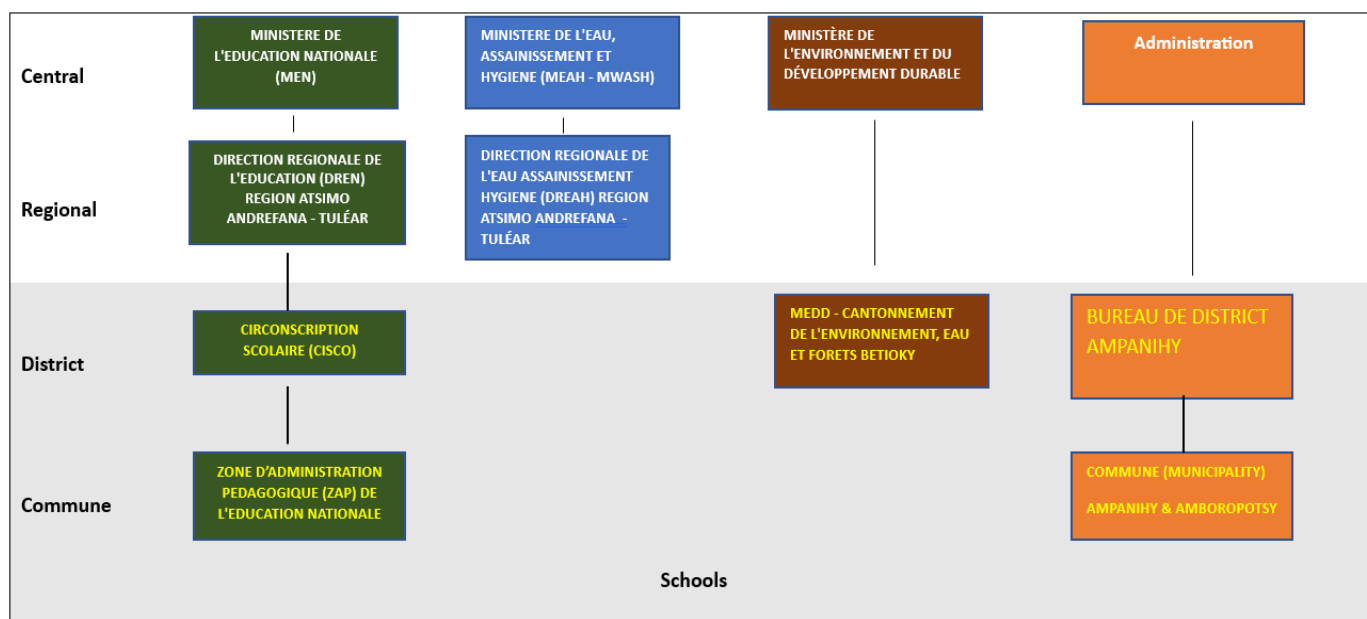 Central
MINISTERE DE
L'EDUCATION NATIONALE
(MEN)
MINISTERE DE L'EAU,
ASSAINISSEMENT ET
HYGIENE (MEAH - MWASH)
MINISTÈRE DE
L'ENVIRONNEMENT ET DU
DÉVELOPPEMENT DURABLE
Administration
Regional
DIRECTION REGIONALE DE
L'EDUCATION (DREN)
REGION ATSIMO
ANDREFANA - TULÉAR
DIRECTION REGIONALE DE
L'EAU ASSAINISSEMENT
HYGIENE (DREAH) REGION
ATSIMO ANDREFANA -
TULÉAR
District
CIRCONSCRIPTION
SCOLAIRE (CISCO)
MEDD - CANTONNEMENT
DE L'ENVIRONNEMENT, EAU
ET FORETS BETIOKY
BUREAU DE DISTRICT
AMPANIHY
Commune
ZONE D’ADMINISTRATION
PEDAGOGIQUE (ZAP) DE
L'EDUCATION NATIONALE
COMMUNE (MUNICIPALITY)
AMPANIHY & AMBOROPOTSY
Schools